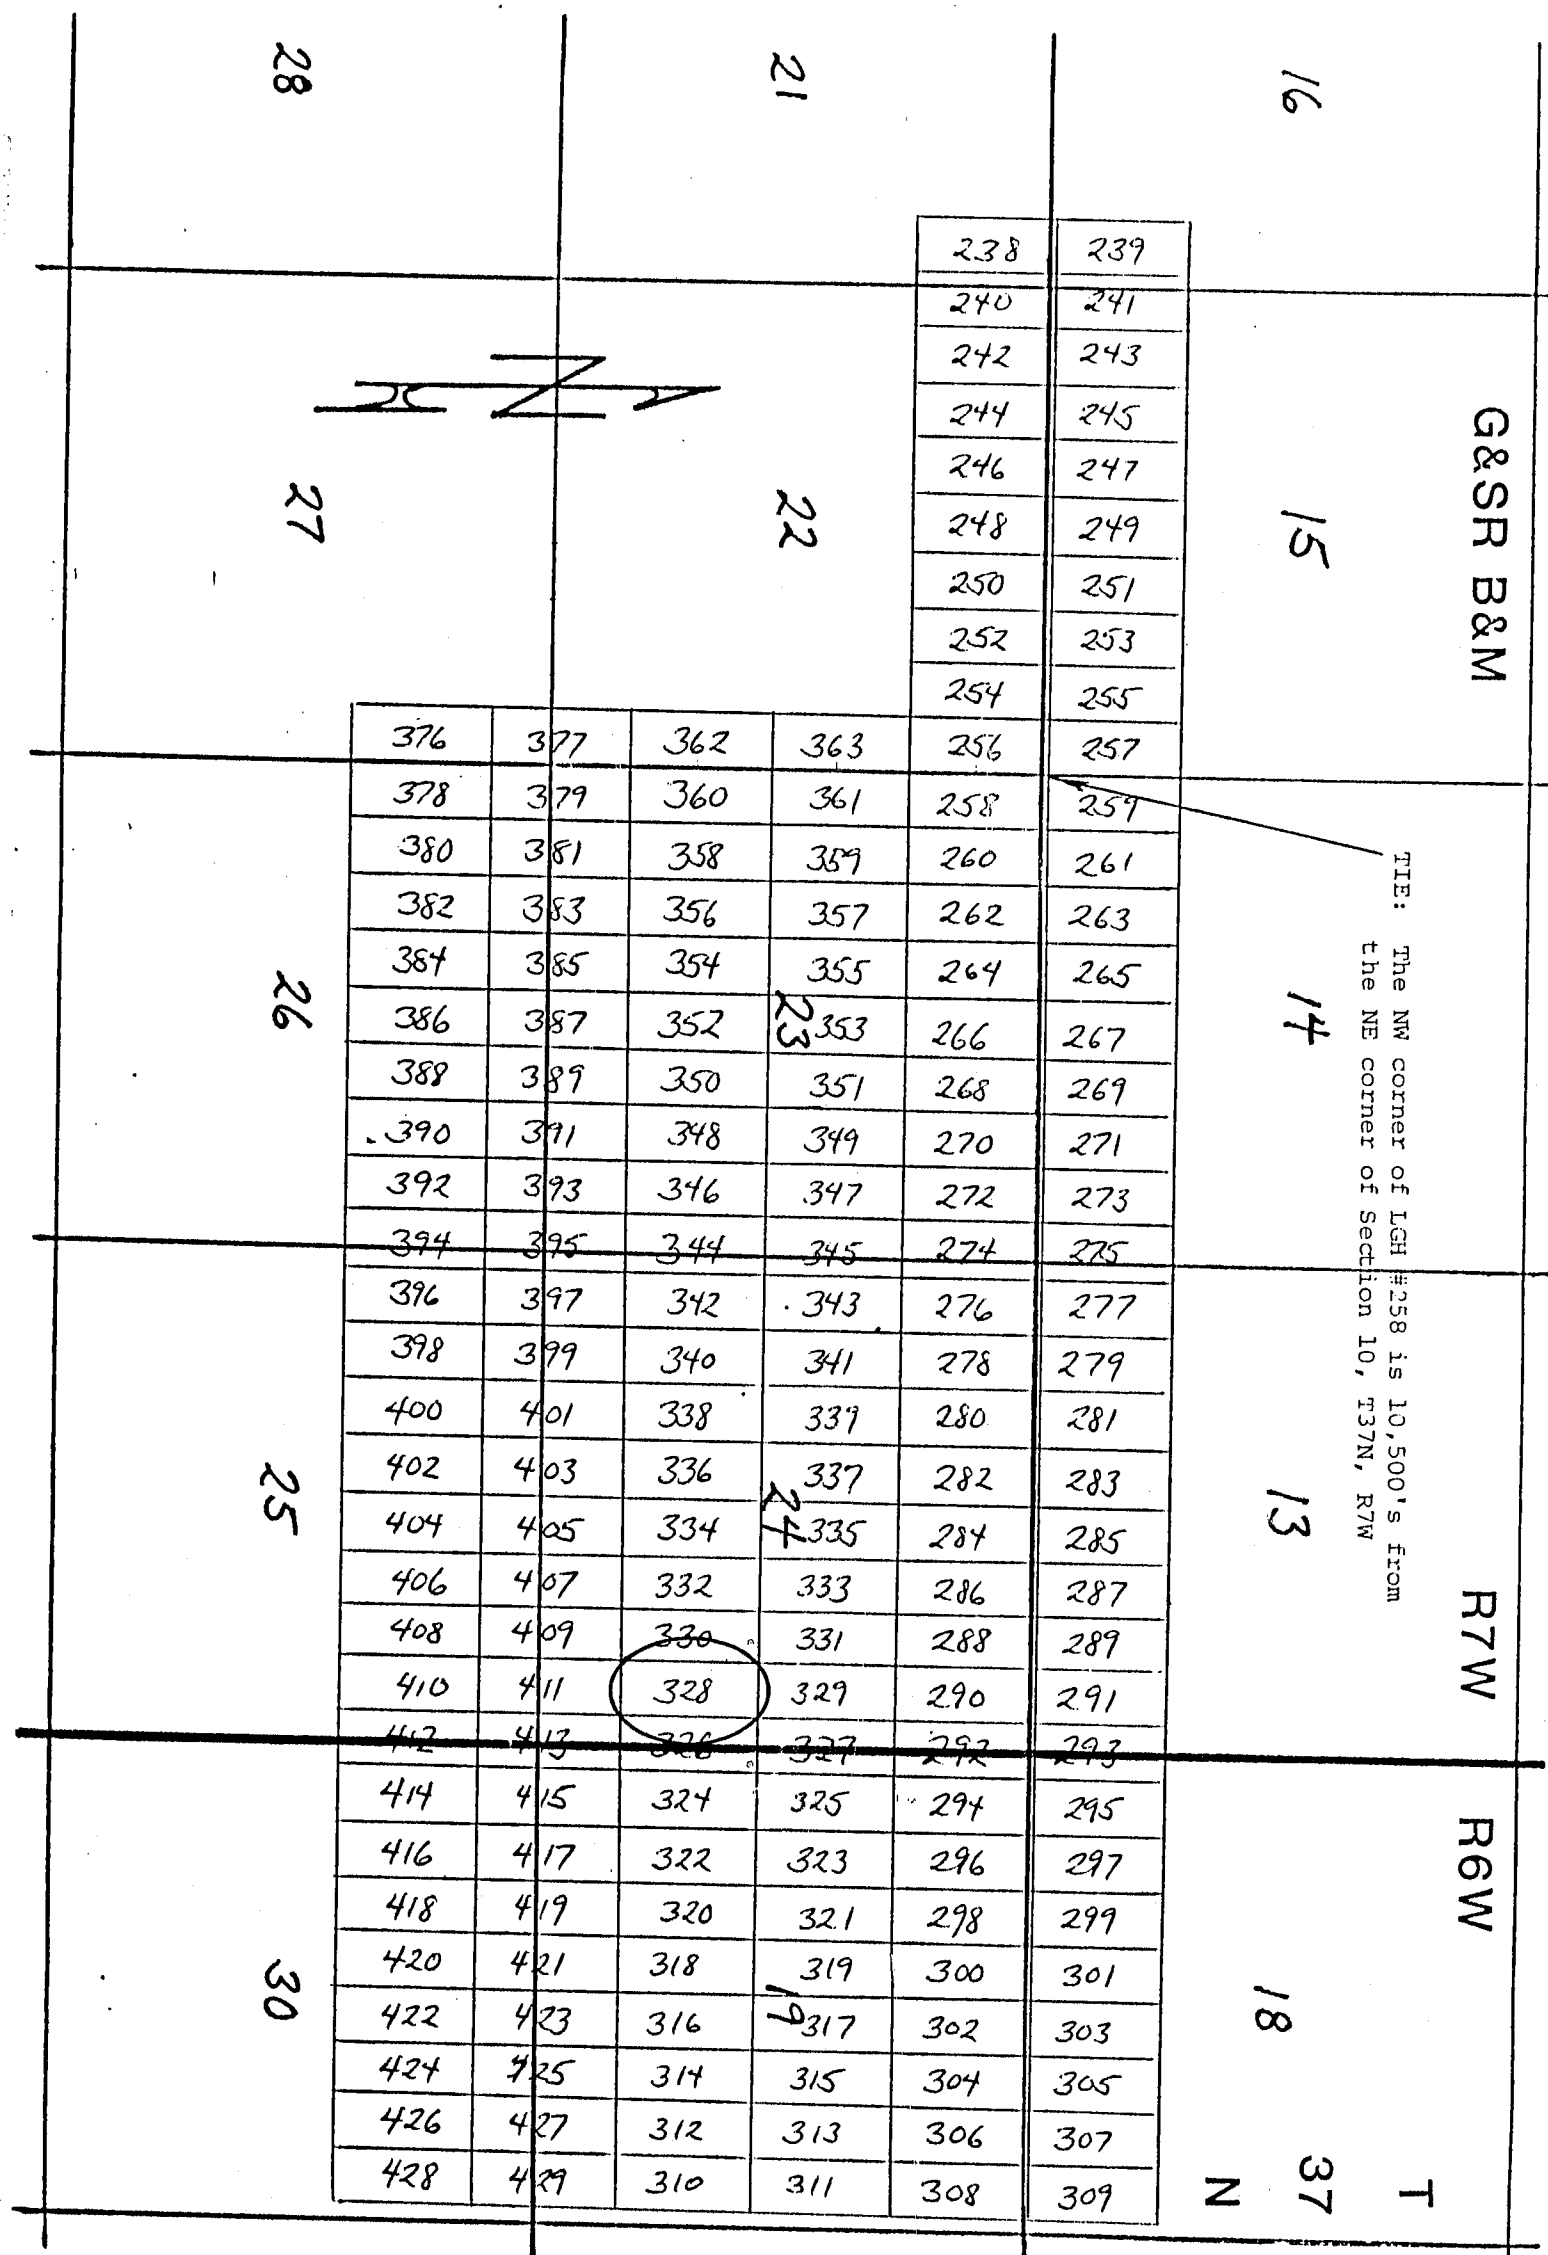 G&SR B&M
R7W
R6W
T
37
N
16
15
14
13
18
TIE: The NW corner of LGH #258 is 10,500's from
the NE corner of Section 10, T37N, R7W
21
22
23
24
19
28
27
26
25
30
N
238 239
240 241
242 243
244 245
246 247
248 249
250 251
252 253
254 255
376 377 362 363 256 257
378 379 360 361 258 259
380 381 358 359 260 261
382 383 356 357 262 263
384 385 354 355 264 265
386 387 352 353 266 267
388 389 350 351 268 269
390 391 348 349 270 271
392 393 346 347 272 273
394 395 344 345 274 275
396 397 342 343 276 277
398 399 340 341 278 279
400 401 338 339 280 281
402 403 336 337 282 283
404 405 334 335 284 285
406 407 332 333 286 287
408 409 330 331 288 289
410 411 328 329 290 291
412 413 326 327 292 293
414 415 324 325 294 295
416 417 322 323 296 297
418 419 320 321 298 299
420 421 318 319 300 301
422 423 316 317 302 303
424 425 314 315 304 305
426 427 312 313 306 307
428 429 310 311 308 309